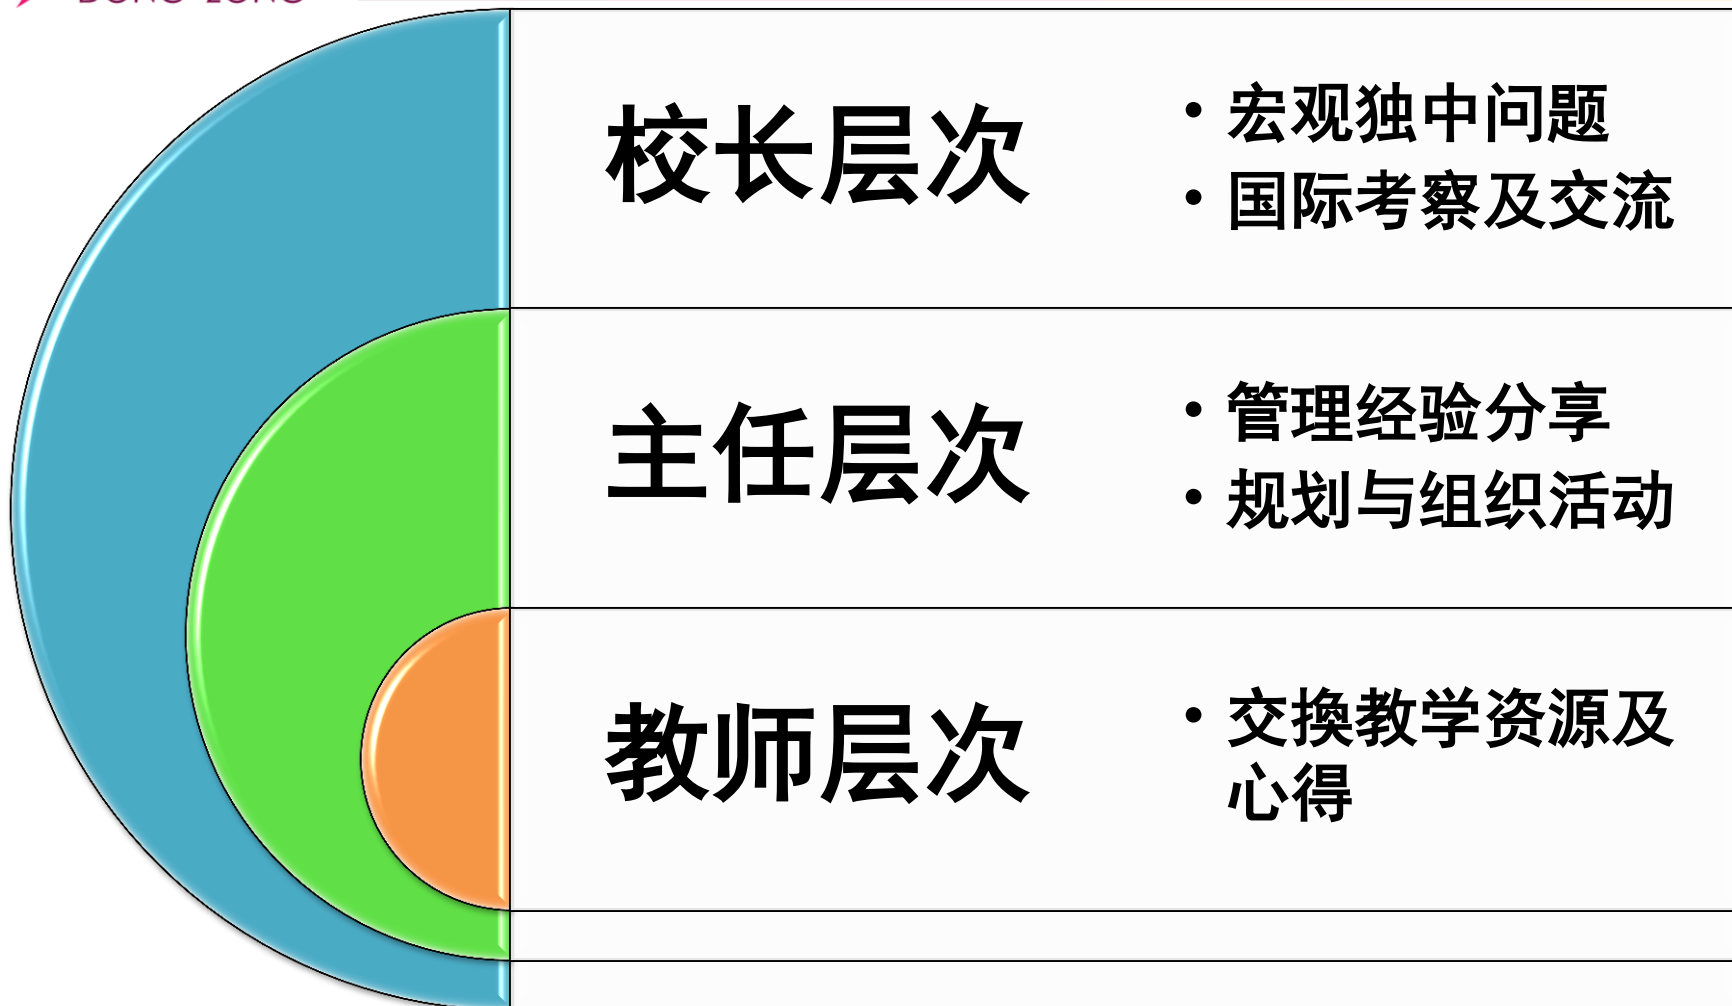 DONG ZONG
校长层次
• 宏观独中问题
• 国际考察及交流
主任层次
• 管理经验分享
• 规划与组织活动
教师层次
• 交换教学资源及
心得